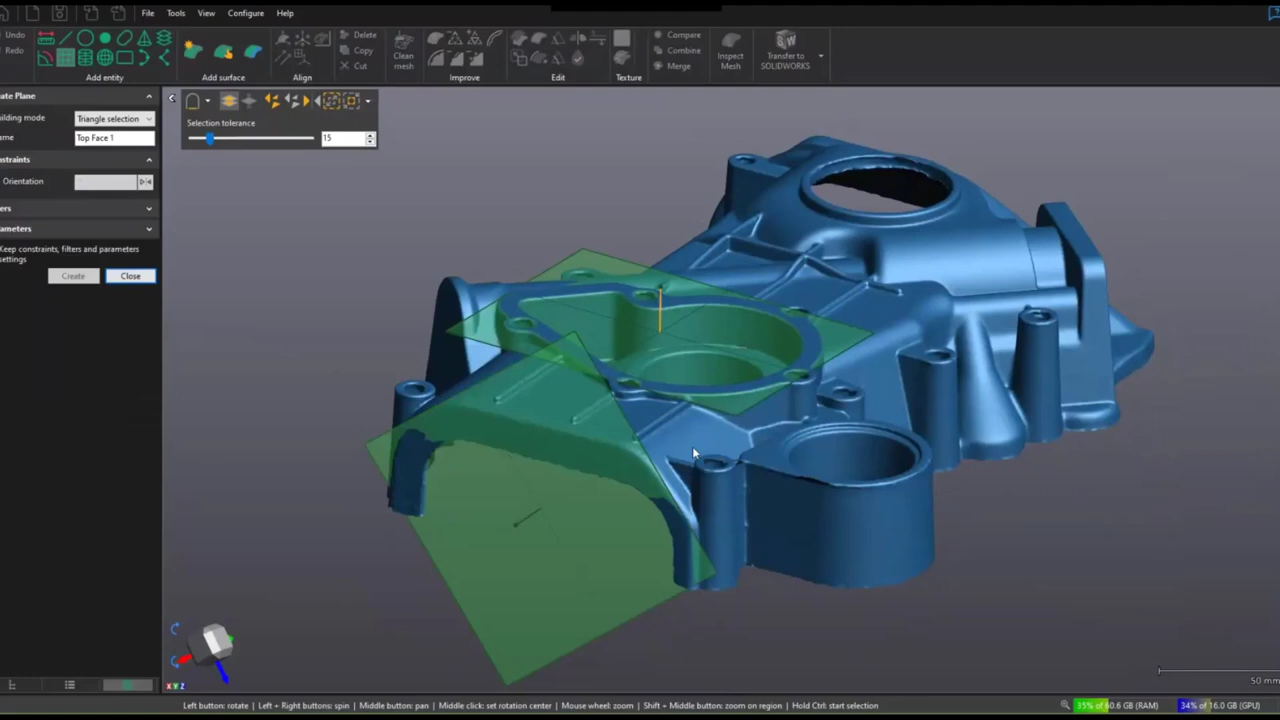 File Tools View Configure Help
Undo
Redo
Delete
Copy
Cut
Clean mesh
Compare
Combine
Merge
Inspect Mesh
Transfer to SOLIDWORKS
Add entity
Add surface
Align
Improve
Edit
Texture
ate Plane
uilding mode Triangle selection
ame Top Face 1
nstraints
Orientation
ers
ameters
Keep constraints, filters and parameters
settings
Create Close
Selection tolerance
15
50 mm
X Y Z
Left button: rotate | Left + Right buttons: spin | Middle button: pan | Middle click: set rotation center | Mouse wheel: zoom | Shift + Middle button: zoom on region | Hold Ctrl: start selection
35% of 60.6 GB (RAM) 34% of 16.0 GB (GPU)